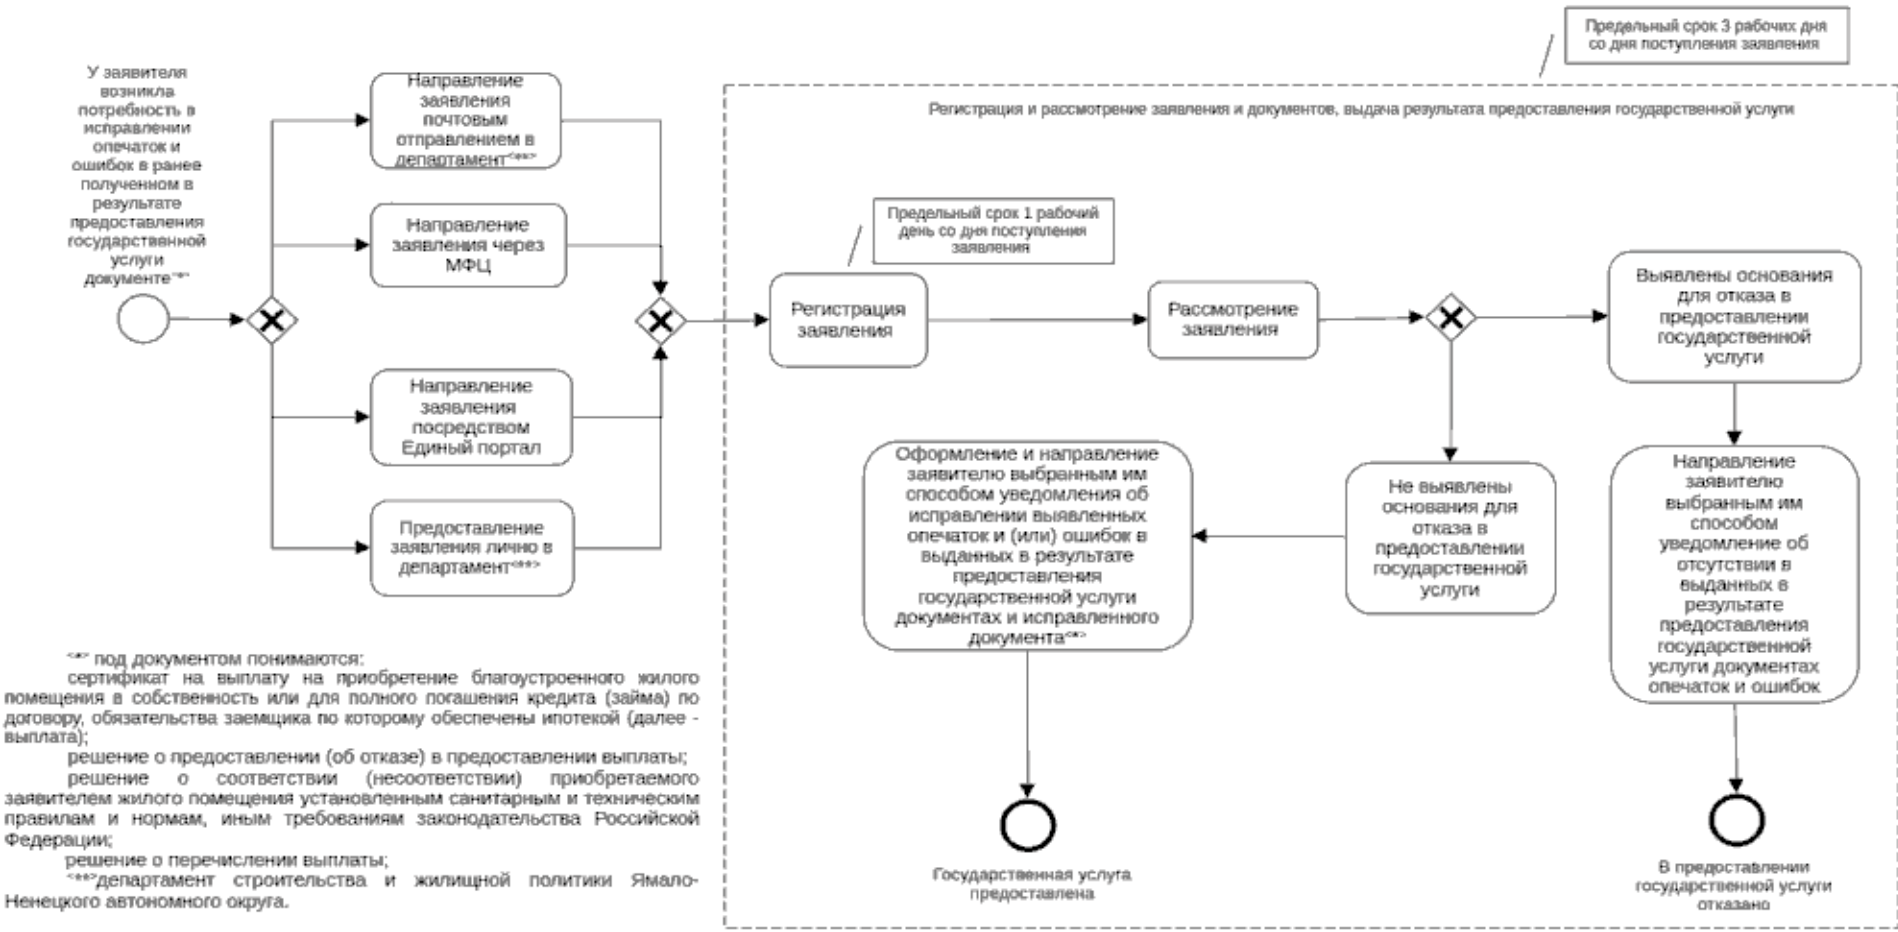 Предельный срок 3 рабочих дня
со дня поступления заявления
Регистрация и рассмотрение заявления и документов, выдача результата предоставления государственной услуги
У заявителя
возникла
потребность в
исправлении
опечаток и
ошибок в ранее
полученном в
результате
предоставления
государственной
услуги
документе<*>
Направление
заявления
почтовым
отправлением в
департамент<**>
Направление
заявления через
МФЦ
Направление
заявления
посредством
Единый портал
Предоставление
заявления лично в
департамент<**>
Предельный срок 1 рабочий
день со дня поступления
заявления
Регистрация
заявления
Рассмотрение
заявления
Выявлены основания
для отказа в
предоставлении
государственной
услуги
Не выявлены
основания для
отказа в
предоставлении
государственной
услуги
Оформление и направление
заявителю выбранным им
способом уведомления об
исправлении выявленных
опечаток и (или) ошибок в
выданных в результате
предоставления
государственной услуги
документах и исправленного
документа<*>
Направление
заявителю
выбранным им
способом
уведомление об
отсутствии в
выданных в
результате
предоставления
государственной
услуги документах
опечаток и ошибок
Государственная услуга
предоставлена
В предоставлении
государственной услуги
отказано
<*> под документом понимаются:
сертификат на выплату на приобретение благоустроенного жилого
помещения в собственность или для полного погашения кредита (займа) по
договору, обязательства заемщика по которому обеспечены ипотекой (далее -
выплата);
решение о предоставлении (об отказе) в предоставлении выплаты;
решение о соответствии (несоответствии) приобретаемого
заявителем жилого помещения установленным санитарным и техническим
правилам и нормам, иным требованиям законодательства Российской
Федерации;
решение о перечислении выплаты;
<**>департамент строительства и жилищной политики Ямало-
Ненецкого автономного округа.